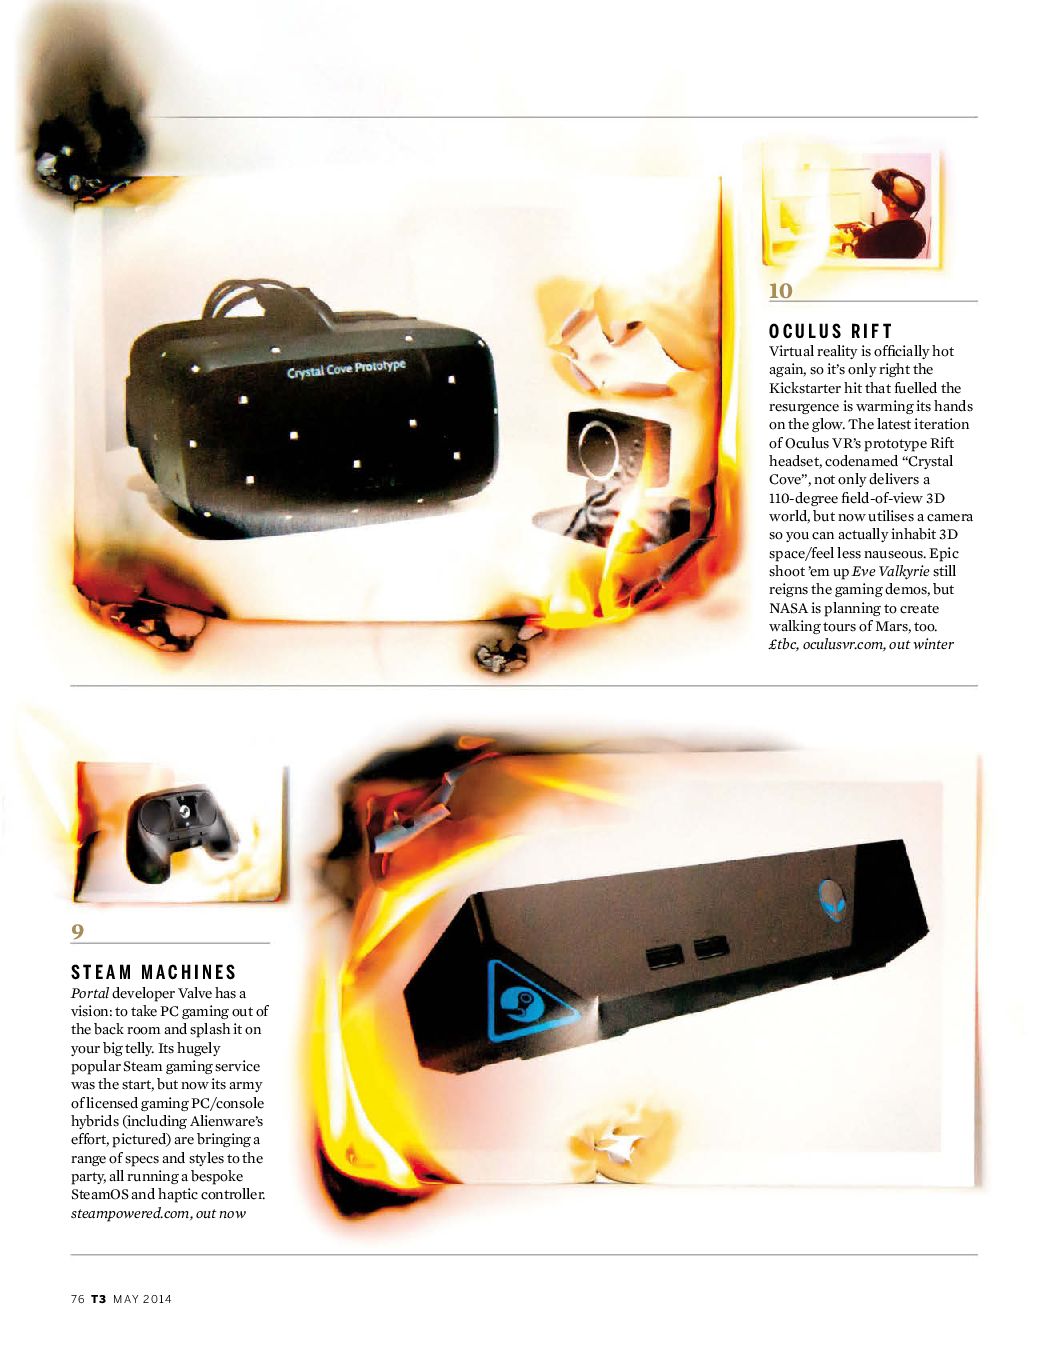 Crystal Cove Prototype
10
OCULUS RIFT
Virtual reality is officially hot
again, so it’s only right the
Kickstarter hit that fuelled the
resurgence is warming its hands
on the glow. The latest iteration
of Oculus VR’s prototype Rift
headset, codenamed “Crystal
Cove”, not only delivers a
110-degree field-of-view 3D
world, but now utilises a camera
so you can actually inhabit 3D
space/feel less nauseous. Epic
shoot ’em up Eve Valkyrie still
reigns the gaming demos, but
NASA is planning to create
walking tours of Mars, too.
£tbc, oculusvr.com, out winter
9
STEAM MACHINES
Portal developer Valve has a
vision: to take PC gaming out of
the back room and splash it on
your big telly. Its hugely
popular Steam gaming service
was the start, but now its army
of licensed gaming PC/console
hybrids (including Alienware’s
effort, pictured) are bringing a
range of specs and styles to the
party, all running a bespoke
SteamOS and haptic controller.
steampowered.com, out now
76 T3 MAY 2014